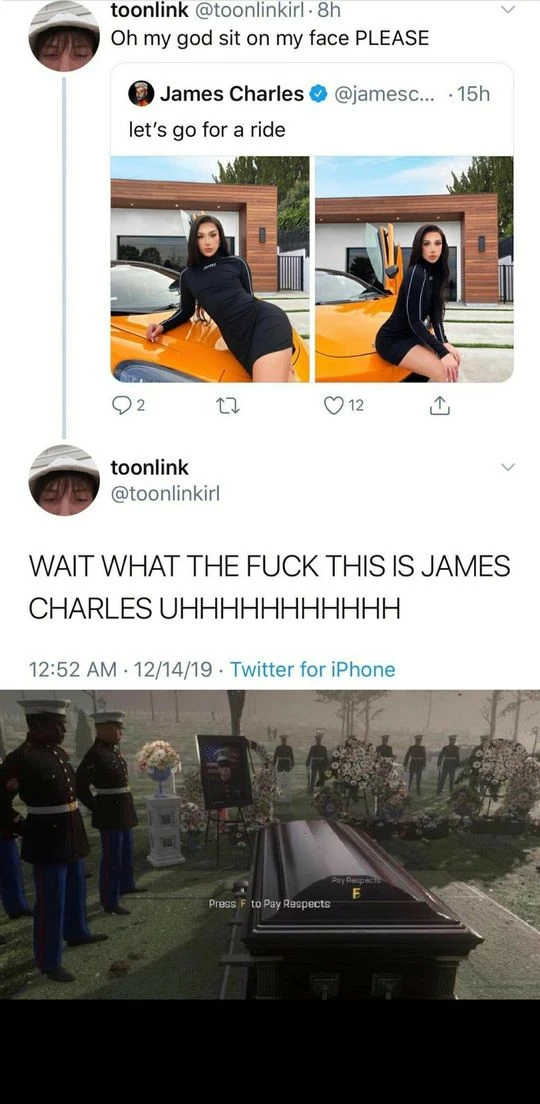 toonlink @toonlinkirl · 8h
Oh my god sit on my face PLEASE
James Charles @jamesc... · 15h
let's go for a ride
2
12
toonlink
@toonlinkirl
WAIT WHAT THE FUCK THIS IS JAMES
CHARLES UHHHHHHHHHHH
12:52 AM · 12/14/19 · Twitter for iPhone
Pay Respects
F
Press F to Pay Respects